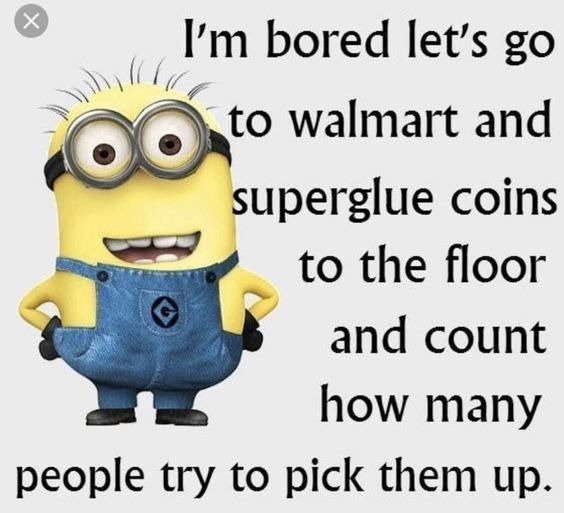 I'm bored let's go
to walmart and
superglue coins
to the floor
and count
how many
people try to pick them up.